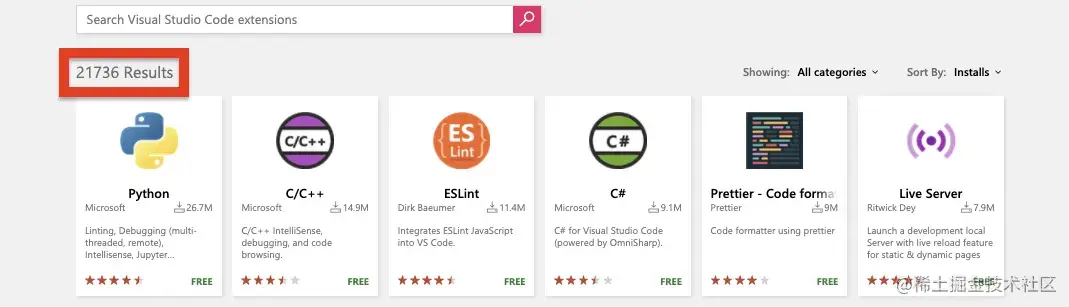 Search Visual Studio Code extensions
21736 Results
Showing: All categories Sort By: Installs
C/C++
ES
Lint
C#
Python
Microsoft 26.7M
Linting, Debugging (multi-
threaded, remote),
Intellisense, Jupyter...
FREE
C/C++
Microsoft 14.9M
C/C++ IntelliSense,
debugging, and code
browsing.
FREE
ESLint
Dirk Baeumer 11.4M
Integrates ESLint JavaScript
into VS Code.
FREE
C#
Microsoft 9.1M
C# for Visual Studio Code
(powered by OmniSharp).
FREE
Prettier - Code formatt
Prettier 9M
Code formatter using prettier
FREE
Live Server
Ritwick Dey 7.9M
Launch a development local
Server with live reload feature
for static & dynamic pages
FREE
@稀土掘金技术社区